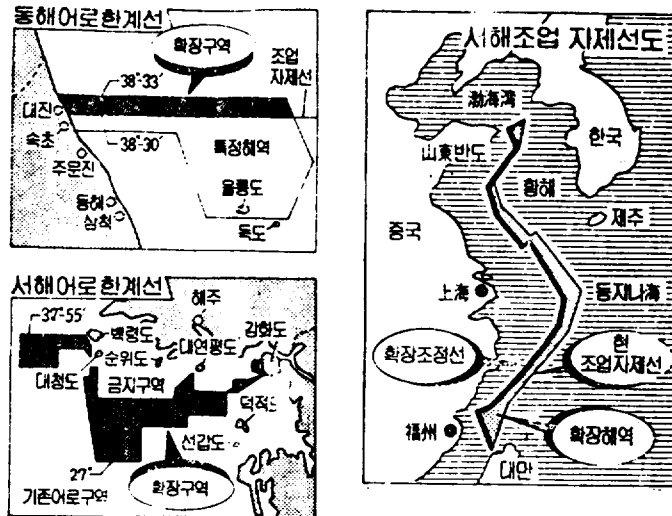 동해어로한계선
확장구역
조업
자제선
38°33′
대진
속초
38°30′
주문진
특정해역
울릉도
동해
삼척
독도
서해어로한계선
37°55′
해주
백령도
강화도
순위도
대연평도
대청도
금지구역
덕적도
선갑도
27′
기존어로구역
확장구역
서해조업 자제선도
渤海灣
한국
山東반도
황해
제주
중국
上海
동지나海
확장조정선
현
조업자제선
福州
확장해역
대만